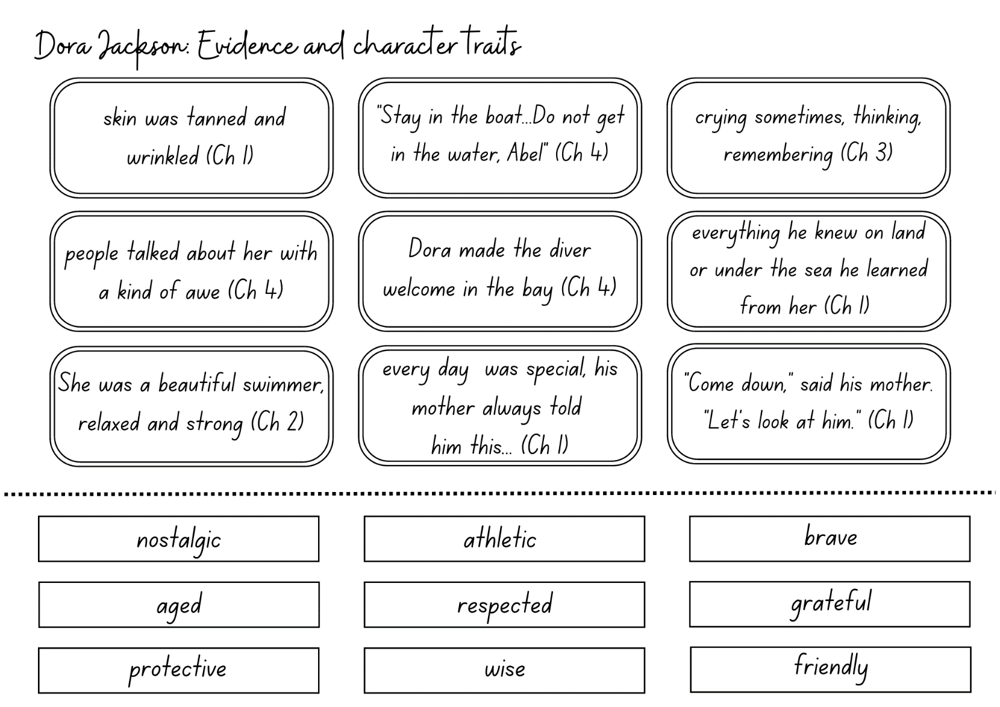 Dora Jackson: Evidence and character traits
skin was tanned and
wrinkled (Ch 1)
"Stay in the boat...Do not get
in the water, Abel" (Ch 4)
crying sometimes, thinking,
remembering (Ch 3)
people talked about her with
a kind of awe (Ch 4)
Dora made the diver
welcome in the bay (Ch 4)
everything he knew on land
or under the sea he learned
from her (Ch 1)
She was a beautiful swimmer,
relaxed and strong (Ch 2)
every day was special, his
mother always told
him this... (Ch 1)
"Come down," said his mother.
"Let's look at him." (Ch 1)
nostalgic
athletic
brave
aged
respected
grateful
protective
wise
friendly